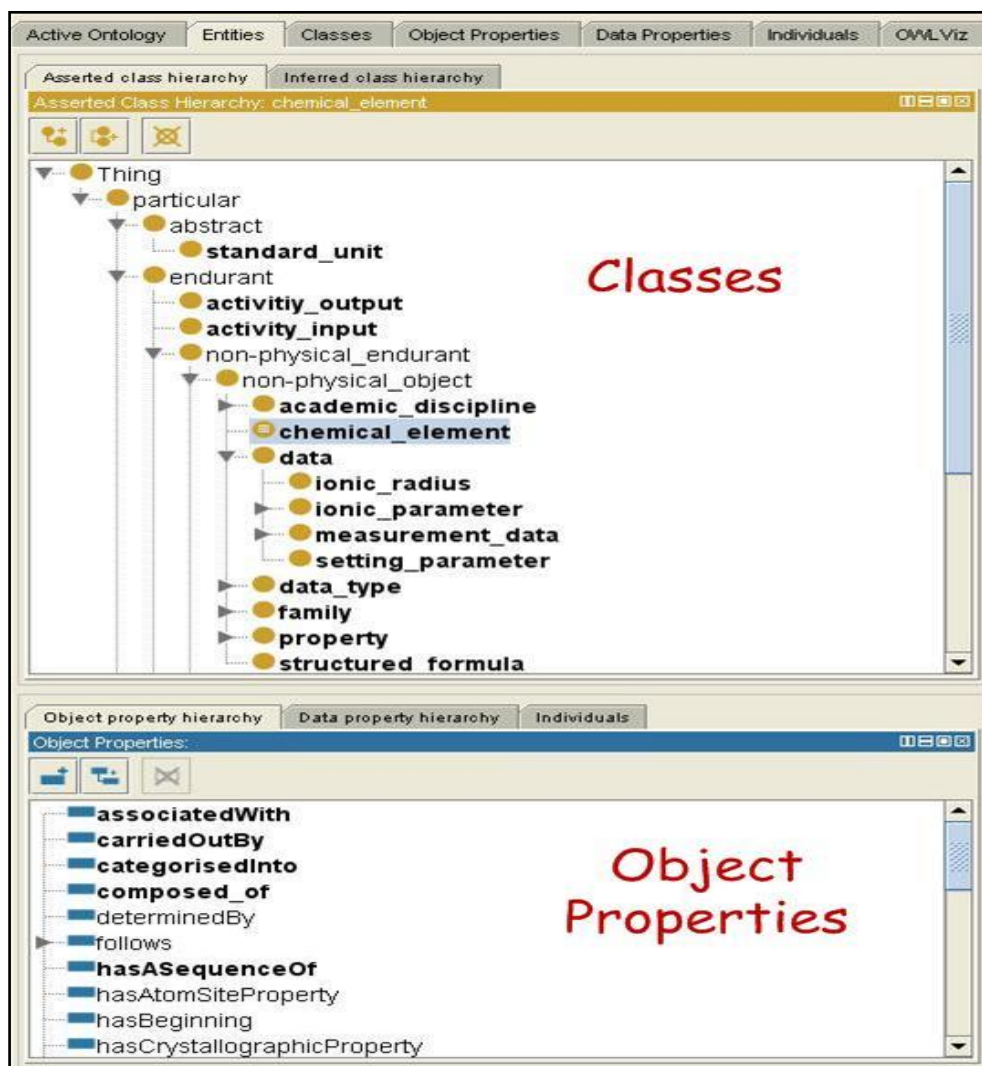 Active Ontology Entities Classes Object Properties Data Properties Individuals OWLViz
Asserted class hierarchy Inferred class hierarchy
Asserted Class Hierarchy: chemical_element
Thing
particular
abstract
standard_unit
endurant
activitiy_output
activity_input
non-physical_endurant
non-physical_object
academic_discipline
chemical_element
data
ionic_radius
ionic_parameter
measurement_data
setting_parameter
data_type
family
property
structured_formula
Classes
Object property hierarchy Data property hierarchy Individuals
Object Properties:
associatedWith
carriedOutBy
categorisedInto
composed_of
determinedBy
follows
hasASequenceOf
hasAtomSiteProperty
hasBeginning
hasCrystallographicProperty
Object
Properties